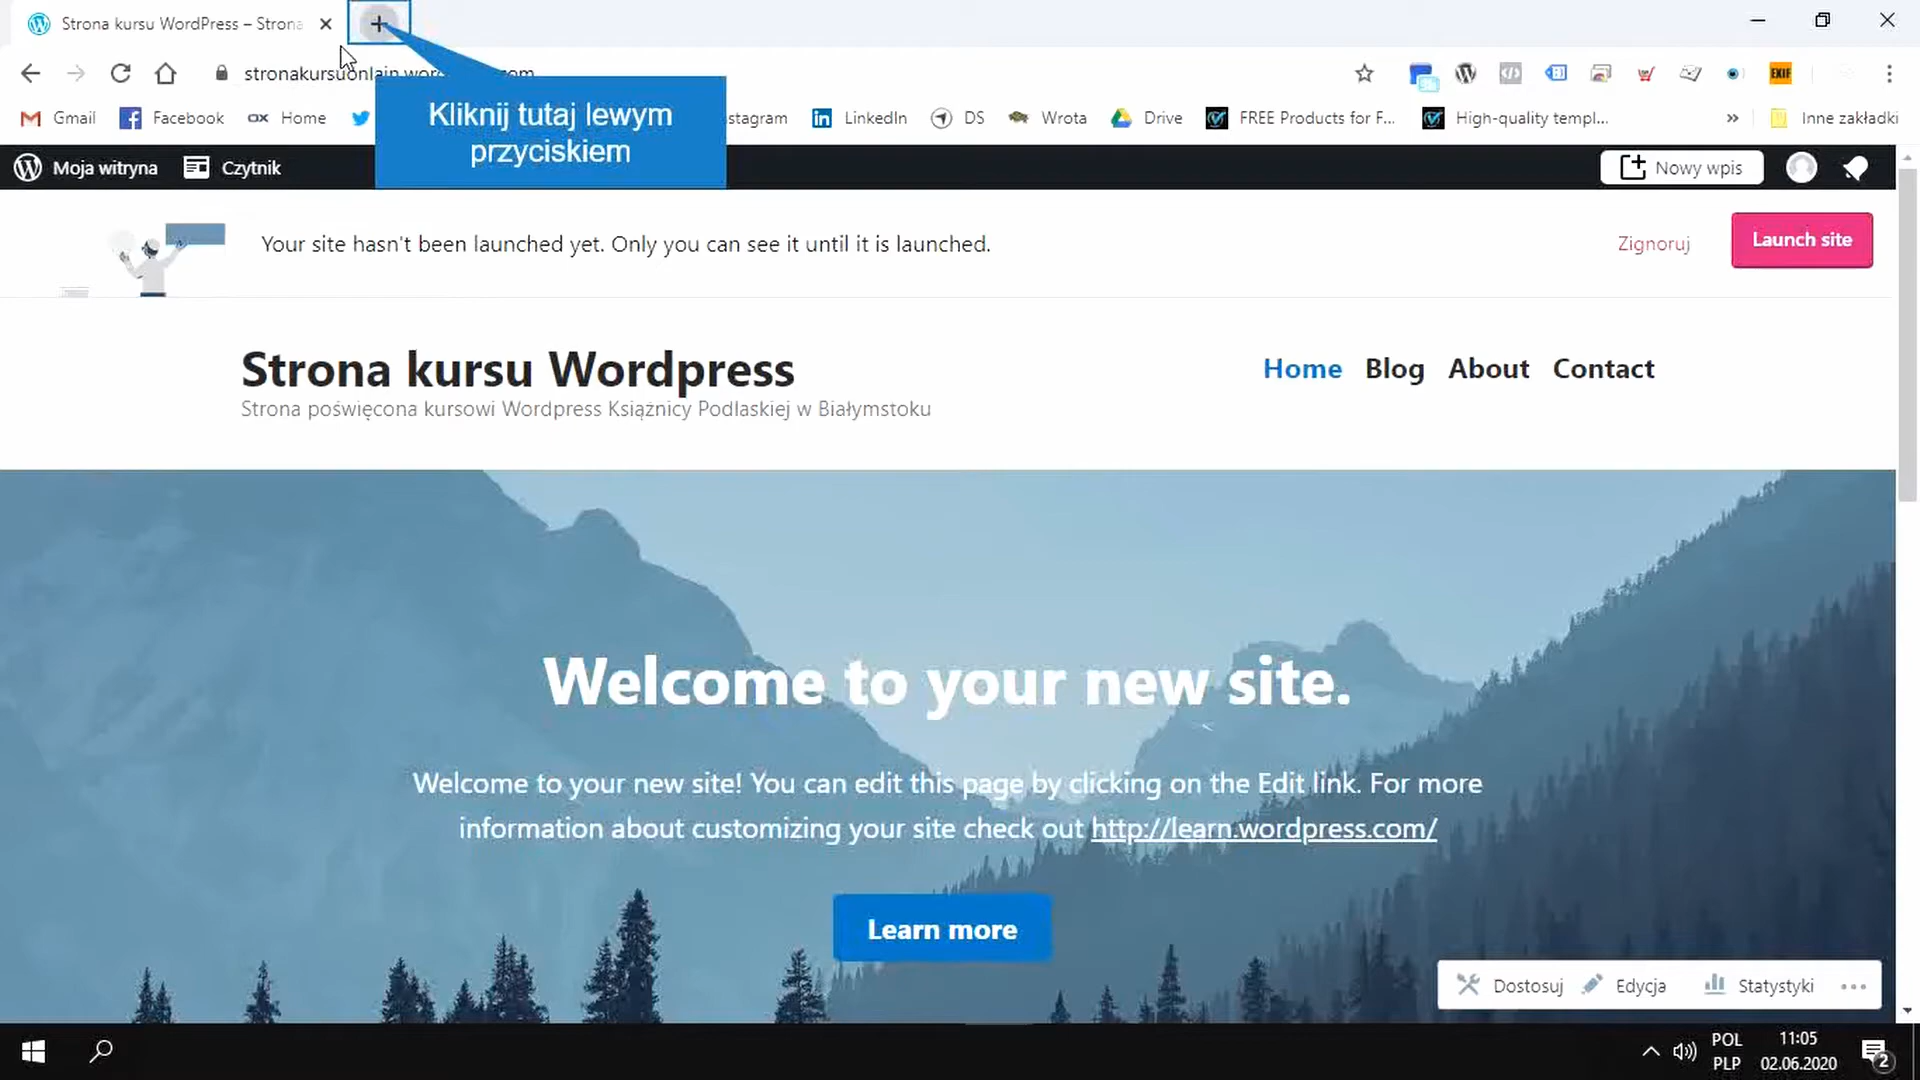 Strona kursu WordPress – Strona
Kliknij tutaj lewym
przyciskiem
Gmail
Facebook
OX Home
LinkedIn
DS
Wrota
Drive
FREE Products for F...
High-quality templ...
»
Inne zakładki
EXIF
Moja witryna
Czytnik
Nowy wpis
Your site hasn't been launched yet. Only you can see it until it is launched.
Zignoruj
Launch site
Strona kursu Wordpress
Strona poświęcona kursowi Wordpress Książnicy Podlaskiej w Białymstoku
Home Blog About Contact
Welcome to your new site.
Welcome to your new site! You can edit this page by clicking on the Edit link. For more
information about customizing your site check out http://learn.wordpress.com/
Learn more
Dostosuj
Edycja
Statystyki
POL
PLP
11:05
02.06.2020
2